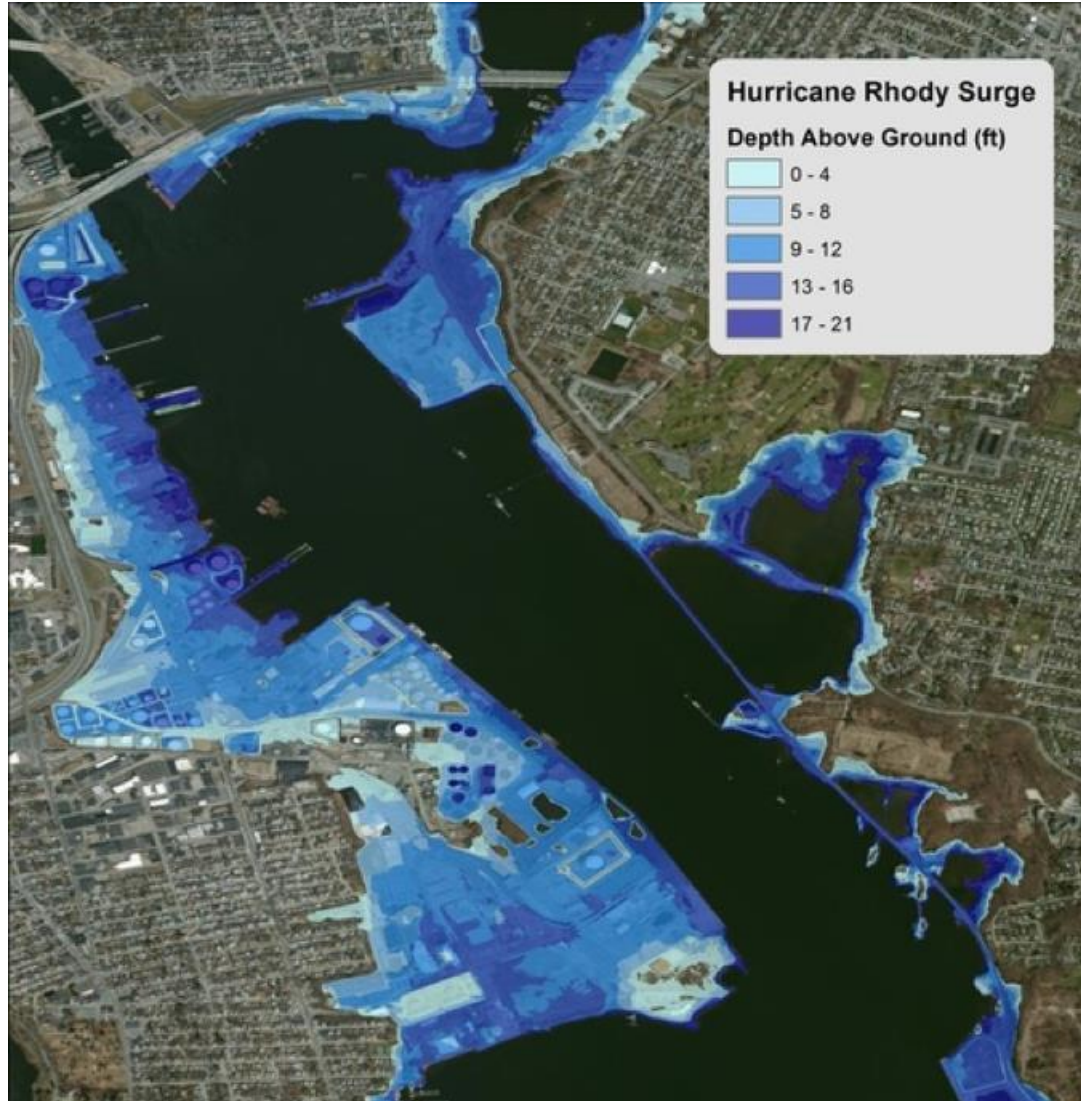 Hurricane Rhody Surge
Depth Above Ground (ft)
0 - 4
5 - 8
9 - 12
13 - 16
17 - 21